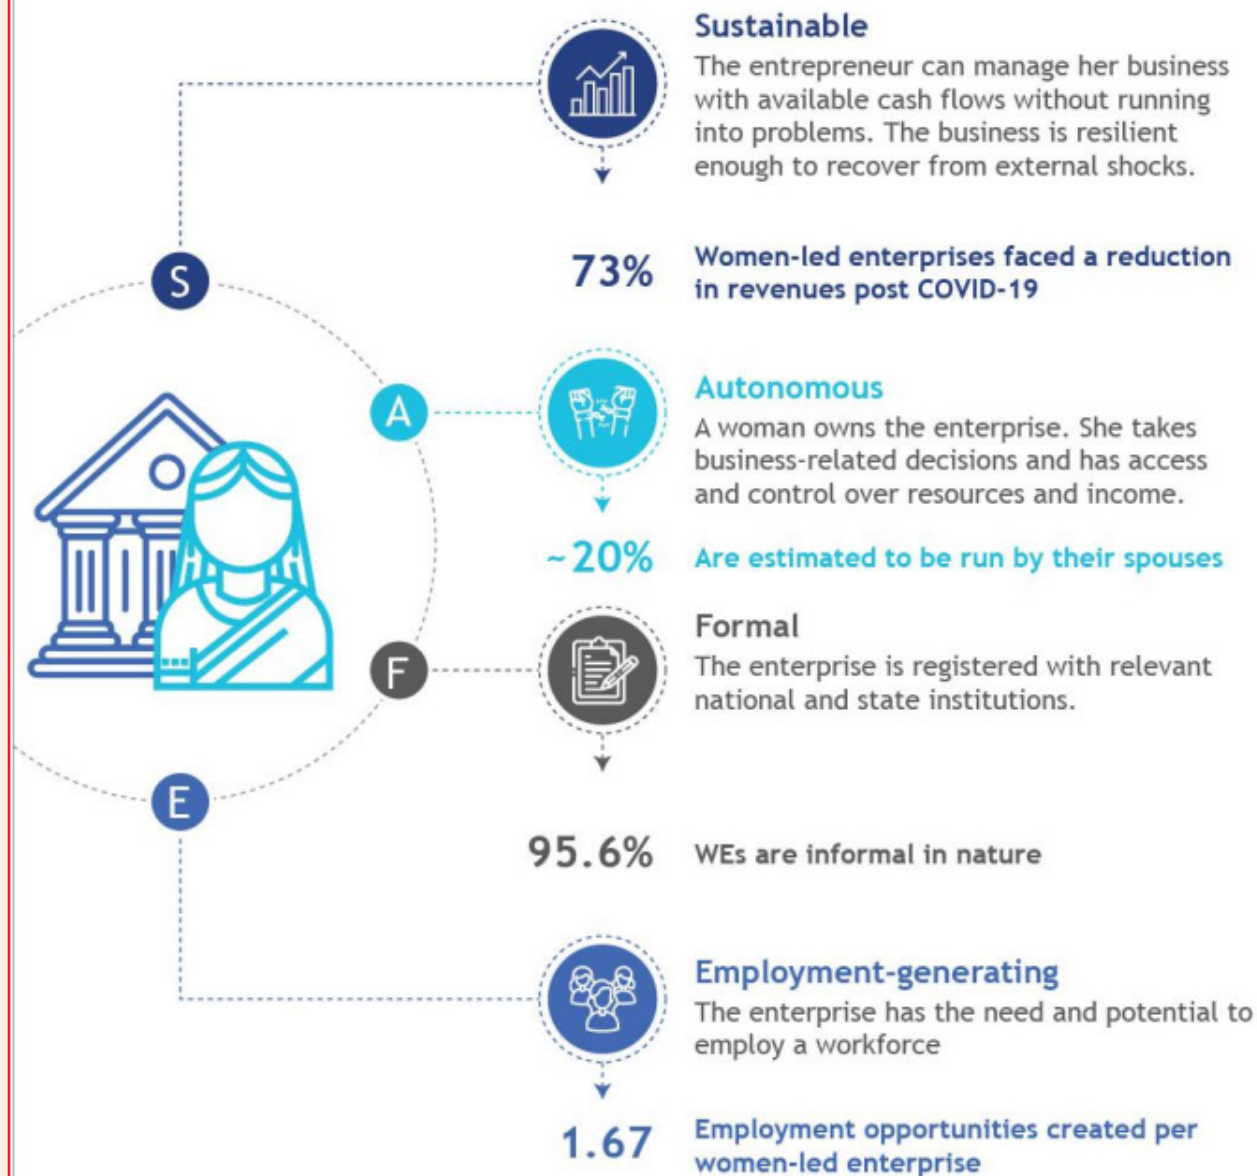 Sustainable
The entrepreneur can manage her business
with available cash flows without running
into problems. The business is resilient
enough to recover from external shocks.
S
73%
Women-led enterprises faced a reduction
in revenues post COVID-19
A
Autonomous
A woman owns the enterprise. She takes
business-related decisions and has access
and control over resources and income.
~20%
Are estimated to be run by their spouses
F
Formal
The enterprise is registered with relevant
national and state institutions.
E
95.6%
WEs are informal in nature
Employment-generating
The enterprise has the need and potential to
employ a workforce
1.67
Employment opportunities created per
women-led enterprise